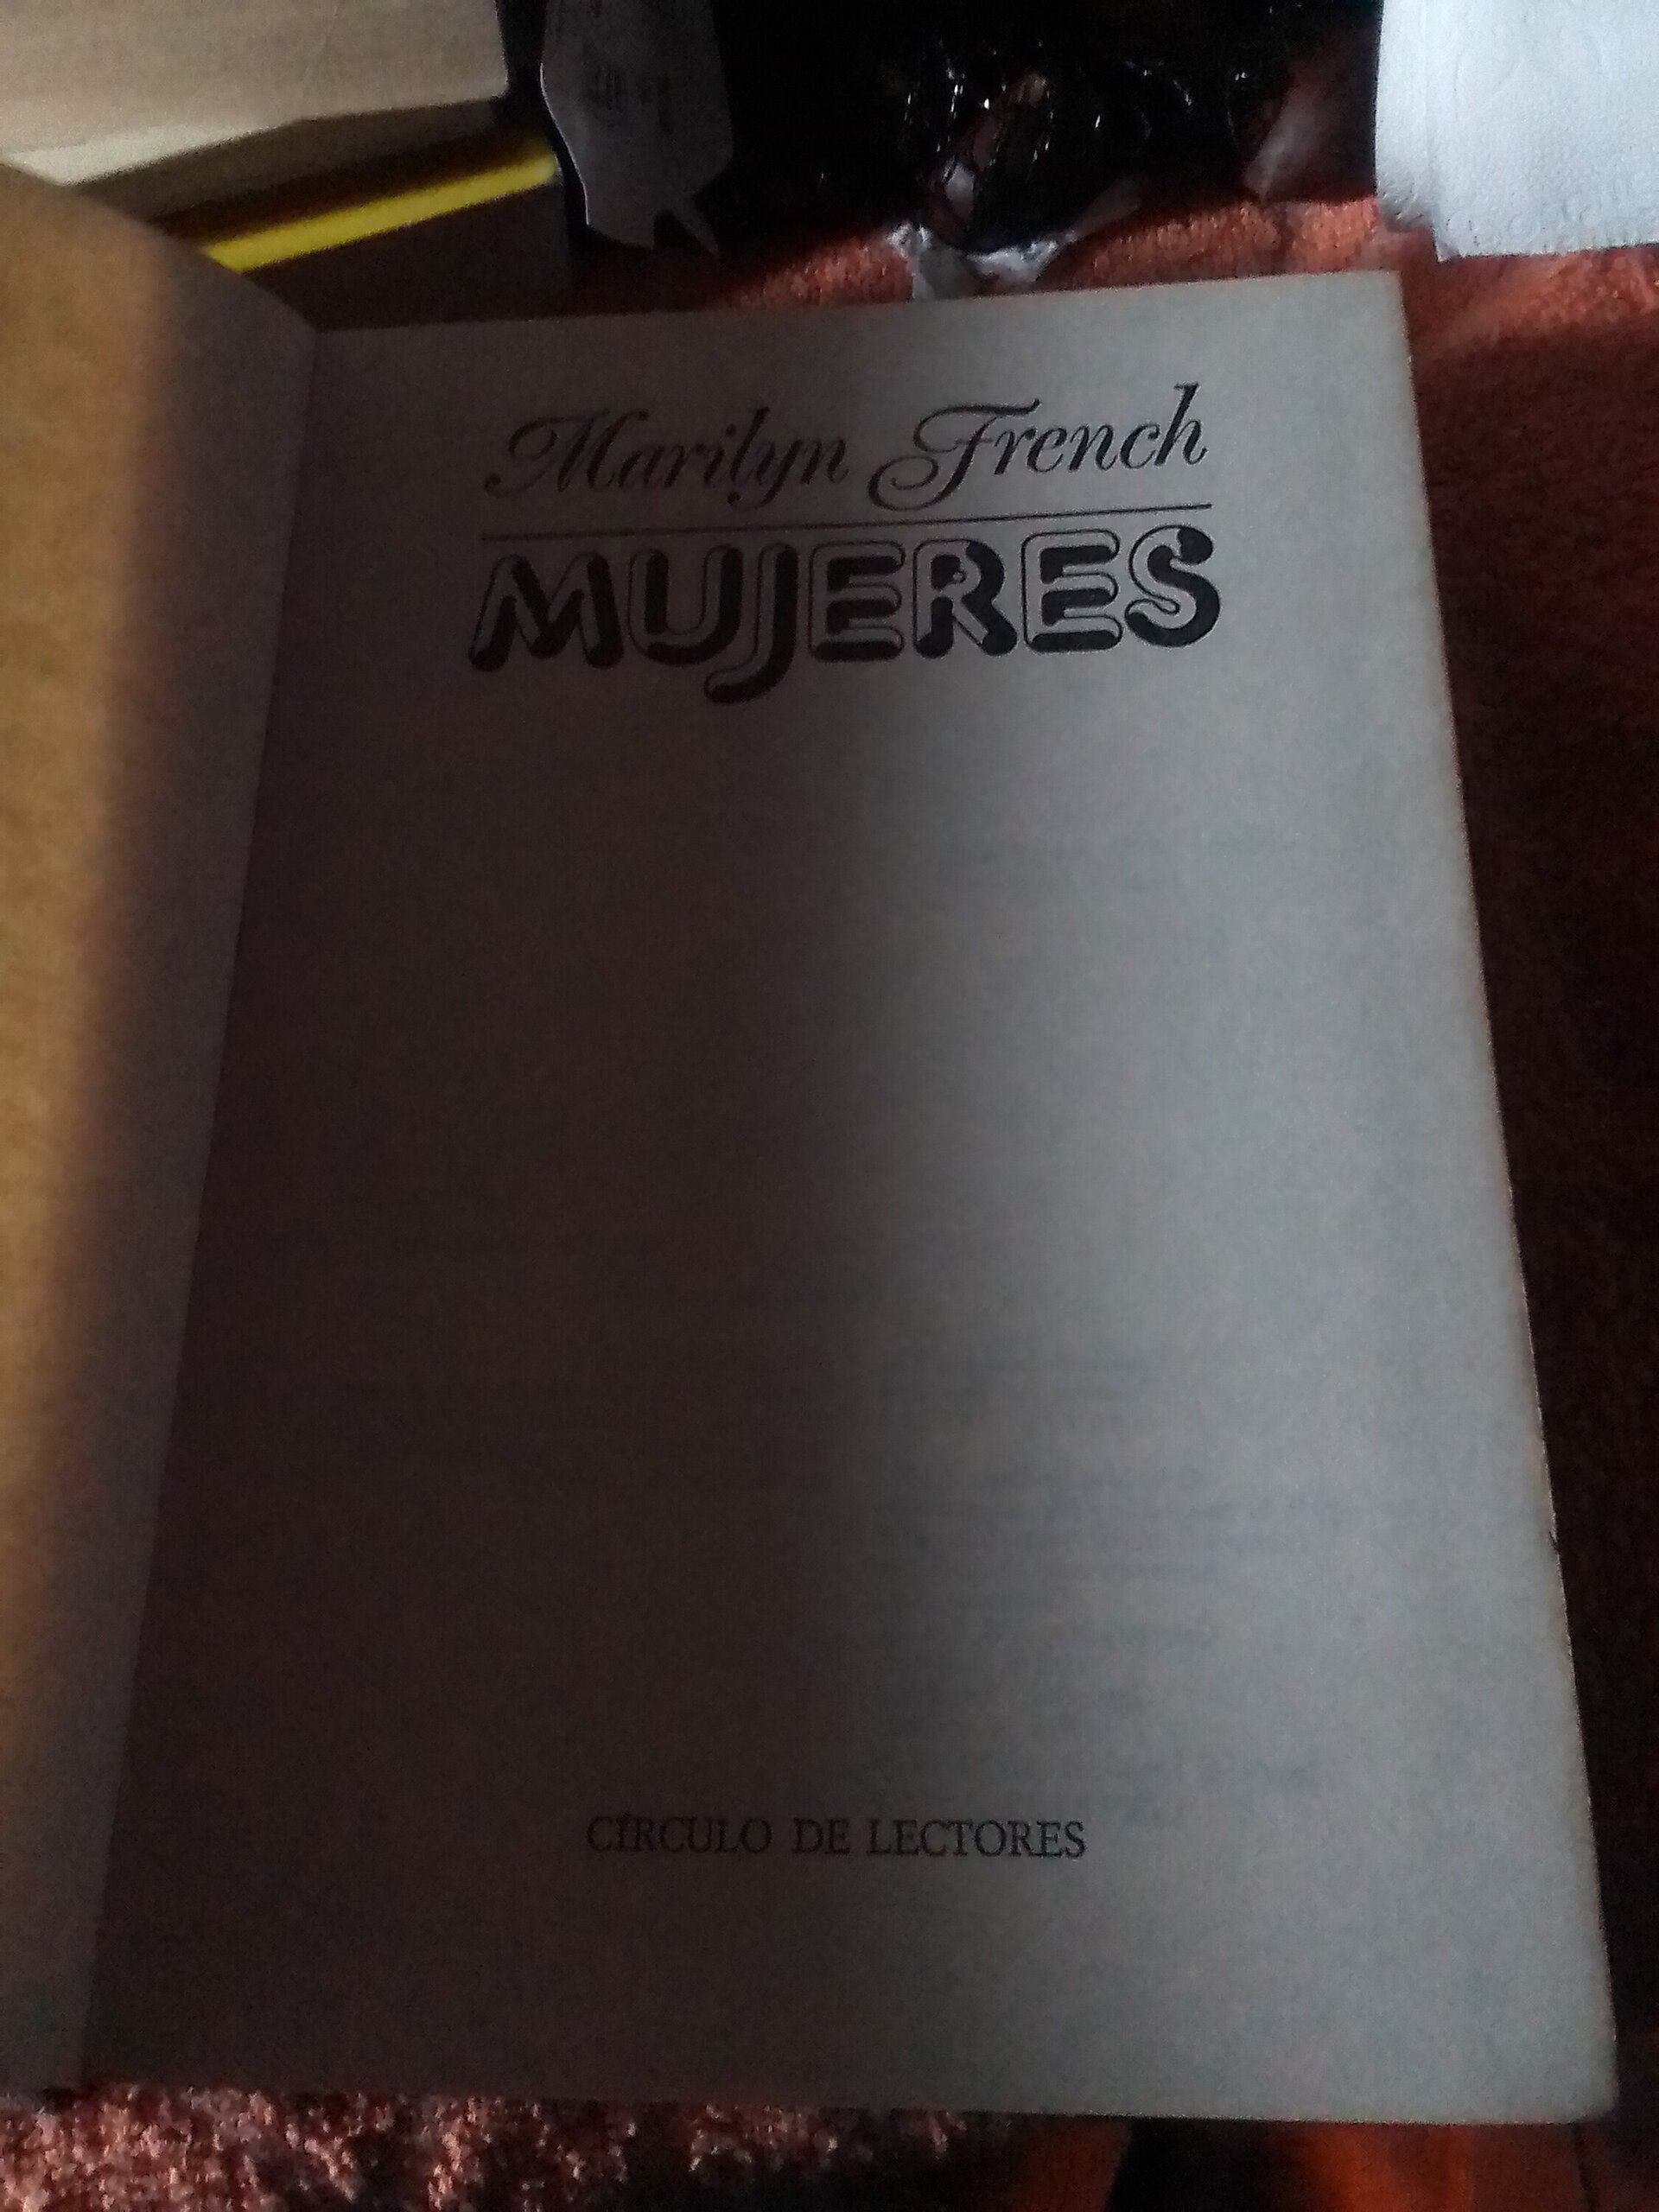 Marilyn French
MUJERES
CÍRCULO DE LECTORES